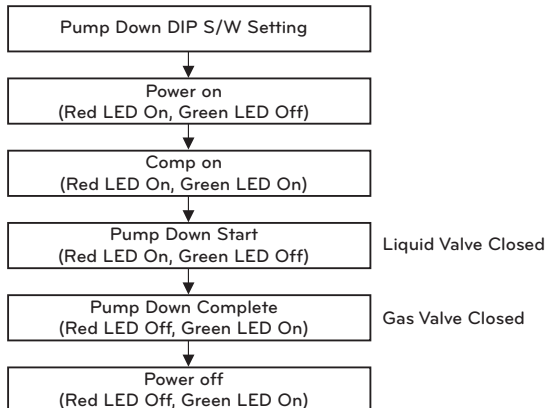 Pump Down DIP S/W Setting
Power on
(Red LED On, Green LED Off)
Comp on
(Red LED On, Green LED On)
Pump Down Start
(Red LED On, Green LED Off)
Liquid Valve Closed
Pump Down Complete
(Red LED Off, Green LED On)
Gas Valve Closed
Power off
(Red LED Off, Green LED On)